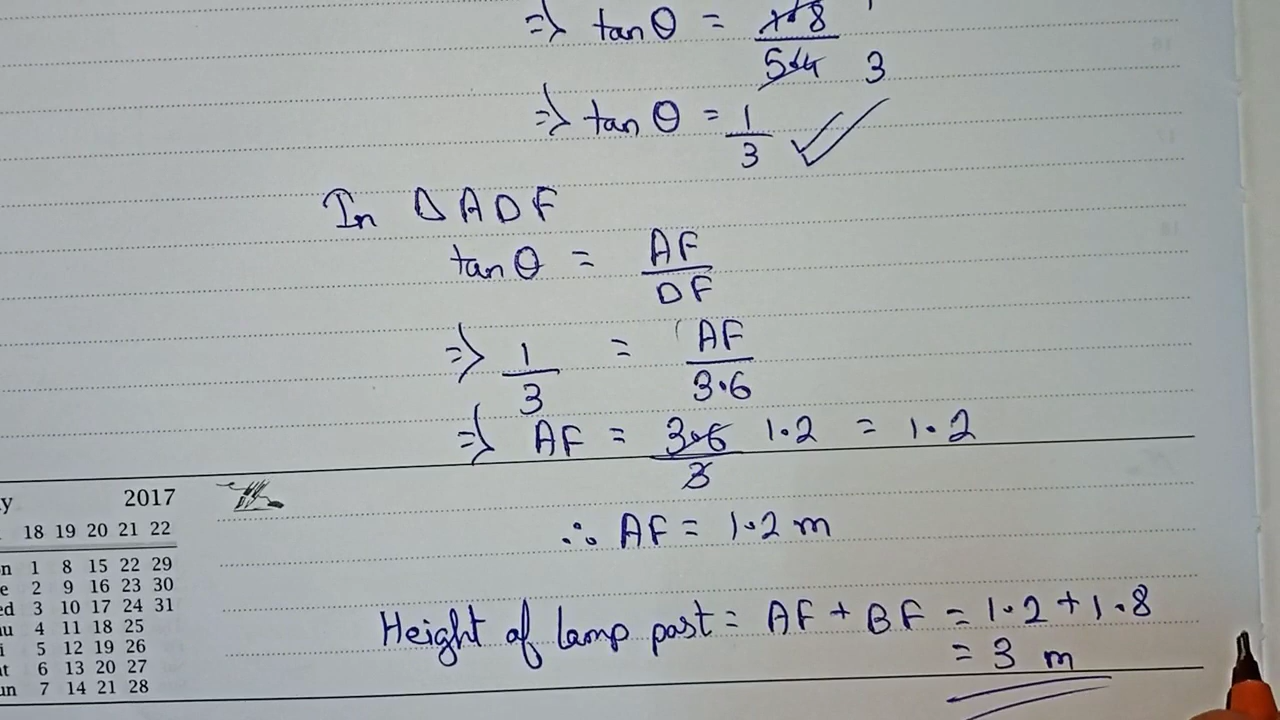 ⇒ tan θ = 1.8/5.4 3
⇒ tan θ = 1/3
In Δ ADF
tan θ = AF/DF
⇒ 1/3 = AF/3.6
⇒ AF = 3.6/3 1.2 = 1.2
∴ AF = 1.2 m
Height of lamp post = AF + BF = 1.2 + 1.8
= 3 m
y 2017
18 19 20 21 22
n 1 8 15 22 29
e 2 9 16 23 30
ed 3 10 17 24 31
u 4 11 18 25
i 5 12 19 26
t 6 13 20 27
un 7 14 21 28